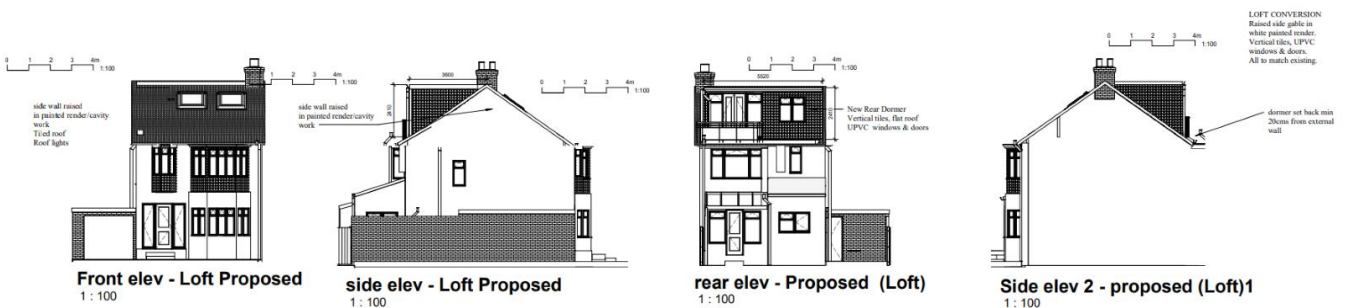 0 1 2 3 4m
1:100
side wall raised
in painted render/cavity
work
Tiled roof
Roof lights
Front elev - Loft Proposed
1 : 100
0 1 2 3 4m
1:100
side wall raised
in painted render/cavity
work
3600
2610
side elev - Loft Proposed
1 : 100
0 1 2 3 4m
1:100
0 1 2 3 4m
1:100
5520
2410
New Rear Dormer
Vertical tiles, flat roof
UPVC windows & doors
rear elev - Proposed (Loft)
1 : 100
0 1 2 3 4m
1:100
LOFT CONVERSION
Raised side gable in
white painted render.
Vertical tiles, UPVC
windows & doors.
All to match existing.
dormer set back min
20cms from external
wall
Side elev 2 - proposed (Loft)1
1 : 100